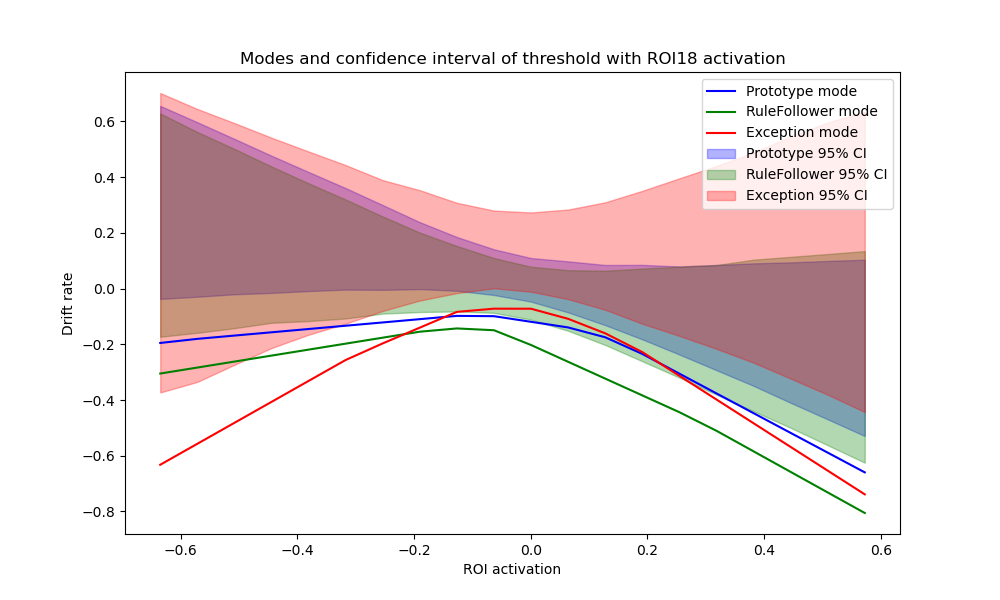 Modes and confidence interval of threshold with ROI18 activation
Prototype mode
RuleFollower mode
Exception mode
Prototype 95% CI
RuleFollower 95% CI
Exception 95% CI
Drift rate
0.6
0.4
0.2
0.0
−0.2
−0.4
−0.6
−0.8
−0.6
−0.4
−0.2
0.0
0.2
0.4
0.6
ROI activation